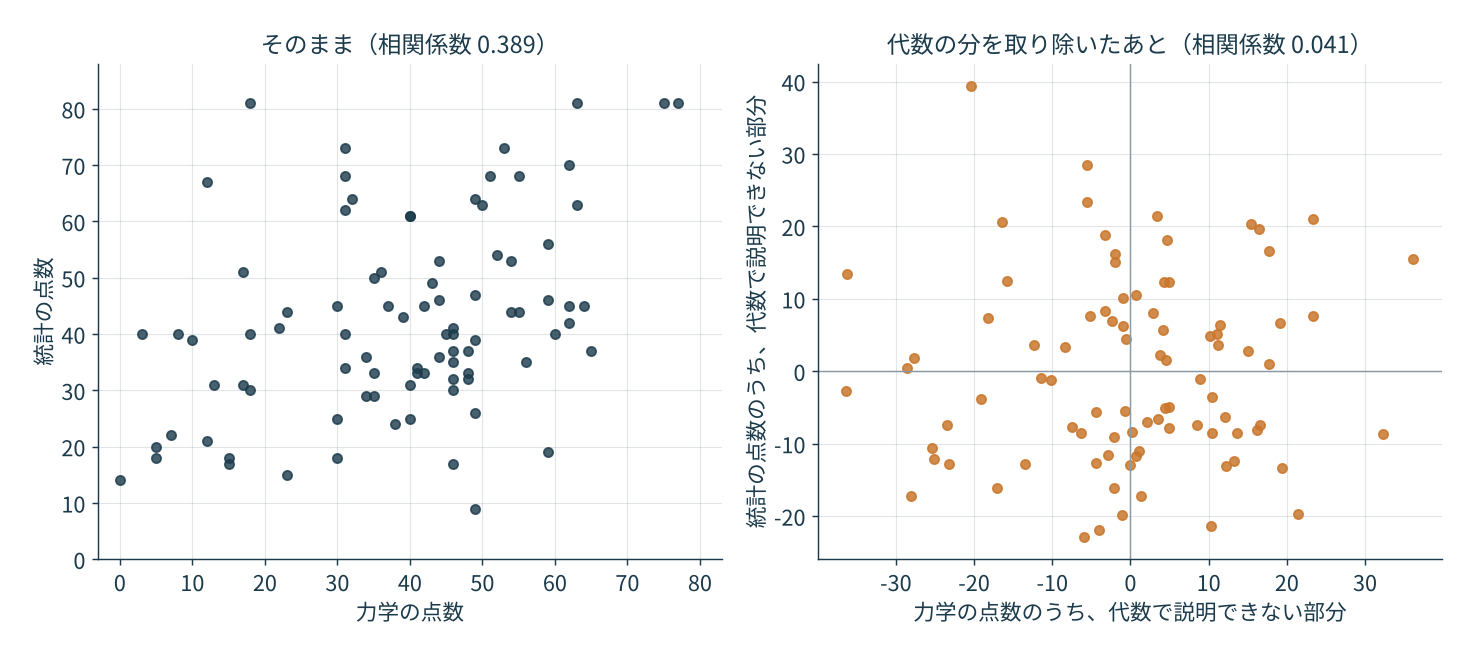 そのまま（相関係数 0.389）
統計の点数
80
70
60
50
40
30
20
10
0
0 10 20 30 40 50 60 70 80
力学の点数
代数の分を取り除いたあと（相関係数 0.041）
統計の点数のうち、代数で説明できない部分
40
30
20
10
0
-10
-20
-30 -20 -10 0 10 20 30
力学の点数のうち、代数で説明できない部分